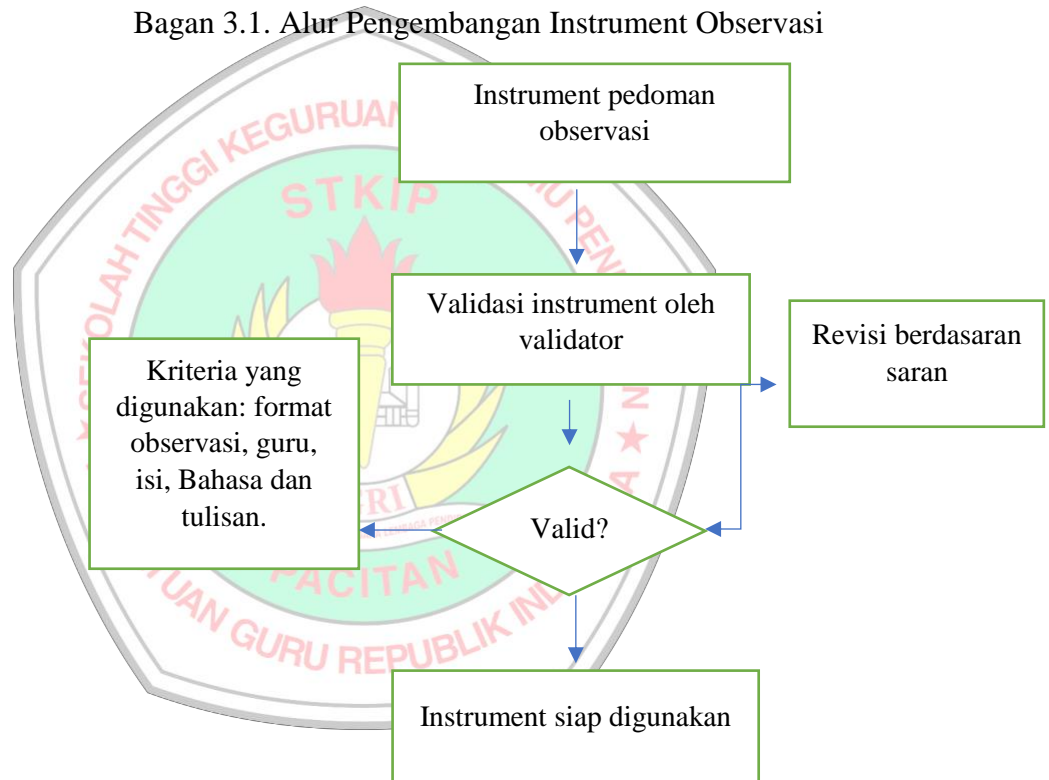 Bagan 3.1. Alur Pengembangan Instrument Observasi
Instrument pedoman
observasi
SEKOLAH TINGGI KEGURUAN
STKIP
Validasi instrument oleh
validator
Revisi berdasaran
saran
Kriteria yang
digunakan: format
observasi, guru,
isi, Bahasa dan
tulisan.
Valid?
PACITAN
GURU REPUBLIK
Instrument siap digunakan